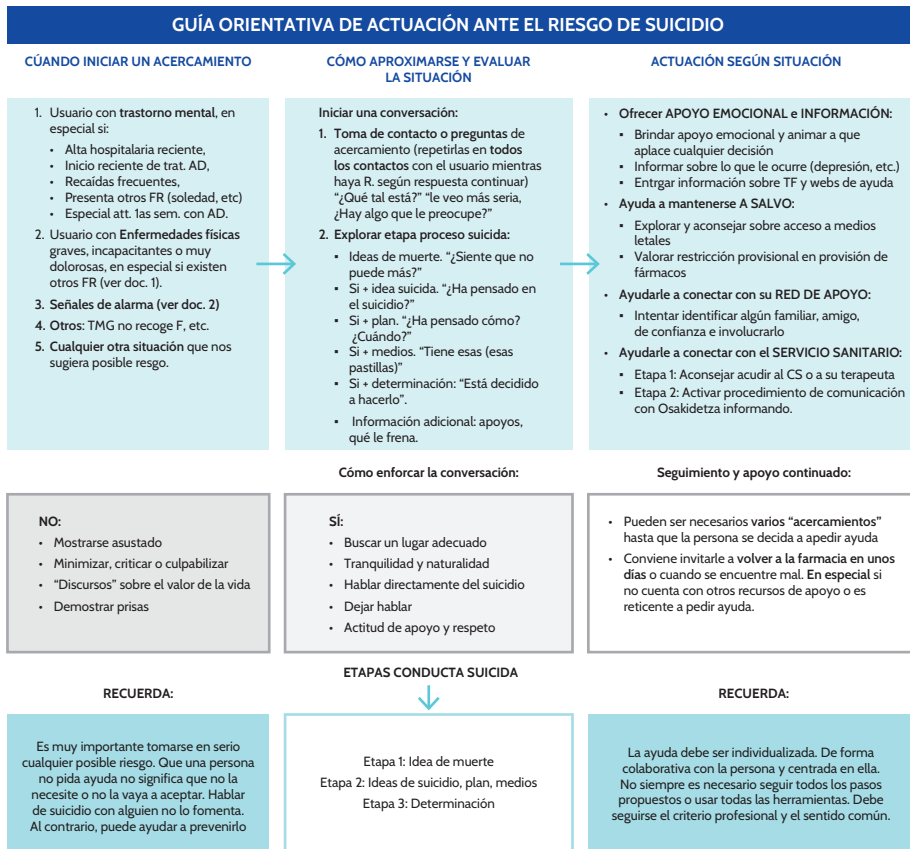 GUÍA ORIENTATIVA DE ACTUACIÓN ANTE EL RIESGO DE SUICIDIO
CÚANDO INICIAR UN ACERCAMIENTO
1. Usuario con trastorno mental, en
especial si:
• Alta hospitalaria reciente,
• Inicio reciente de trat. AD,
• Recaídas frecuentes,
• Presenta otros FR (soledad, etc)
• Especial att. 1as sem. con AD.
2. Usuario con Enfermedades físicas
graves, incapacitantes o muy
dolorosas, en especial si existen
otros FR (ver doc. 1).
3. Señales de alarma (ver doc. 2)
4. Otros: TMG no recoge F, etc.
5. Cualquier otra situación que nos
sugiera posible resgo.
CÓMO APROXIMARSE Y EVALUAR
LA SITUACIÓN
Iniciar una conversación:
1. Toma de contacto o preguntas de
acercamiento (repetirlas en todos
los contactos con el usuario mientras
haya R. según respuesta continuar)
“¿Qué tal está?” “le veo más seria,
¿Hay algo que le preocupe?”
2. Explorar etapa proceso suicida:
▪ Ideas de muerte. “¿Siente que no
puede más?”
▪ Si + idea suicida. “¿Ha pensado en
el suicidio?”
▪ Si + plan. “¿Ha pensado cómo?
¿Cuándo?”
▪ Si + medios. “Tiene esas (esas
pastillas)”
▪ Si + determinación: “Está decidido
a hacerlo”.
▪ Información adicional: apoyos,
qué le frena.
ACTUACIÓN SEGÚN SITUACIÓN
• Ofrecer APOYO EMOCIONAL e INFORMACIÓN:
▪ Brindar apoyo emocional y animar a que
aplace cualquier decisión
▪ Informar sobre lo que le ocurre (depresión, etc.)
▪ Entrgar información sobre TF y webs de ayuda
• Ayuda a mantenerse A SALVO:
▪ Explorar y aconsejar sobre acceso a medios
letales
▪ Valorar restricción provisional en provisión de
fármacos
• Ayudarle a conectar con su RED DE APOYO:
▪ Intentar identificar algún familiar, amigo,
de confianza e involucrarlo
• Ayudarle a conectar con el SERVICIO SANITARIO:
▪ Etapa 1: Aconsejar acudir al CS o a su terapeuta
▪ Etapa 2: Activar procedimiento de comunicación
con Osakidetza informando.
Cómo enforcar la conversación:
NO:
• Mostrarse asustado
• Minimizar, criticar o culpabilizar
• “Discursos” sobre el valor de la vida
• Demostrar prisas
SÍ:
• Buscar un lugar adecuado
• Tranquilidad y naturalidad
• Hablar directamente del suicidio
• Dejar hablar
• Actitud de apoyo y respeto
Seguimiento y apoyo continuado:
• Pueden ser necesarios varios “acercamientos”
hasta que la persona se decida a apedir ayuda
• Conviene invitarle a volver a la farmacia en unos
días o cuando se encuentre mal. En especial si
no cuenta con otros recursos de apoyo o es
reticente a pedir ayuda.
RECUERDA:
Es muy importante tomarse en serio
cualquier posible riesgo. Que una persona
no pida ayuda no significa que no la
necesite o no la vaya a aceptar. Hablar
de suicidio con alguien no lo fomenta.
Al contrario, puede ayudar a prevenirlo
ETAPAS CONDUCTA SUICIDA
Etapa 1: Idea de muerte
Etapa 2: Ideas de suicidio, plan, medios
Etapa 3: Determinación
RECUERDA:
La ayuda debe ser individualizada. De forma
colaborativa con la persona y centrada en ella.
No siempre es necesario seguir todos los pasos
propuestos o usar todas las herramientas. Debe
seguirse el criterio profesional y el sentido común.